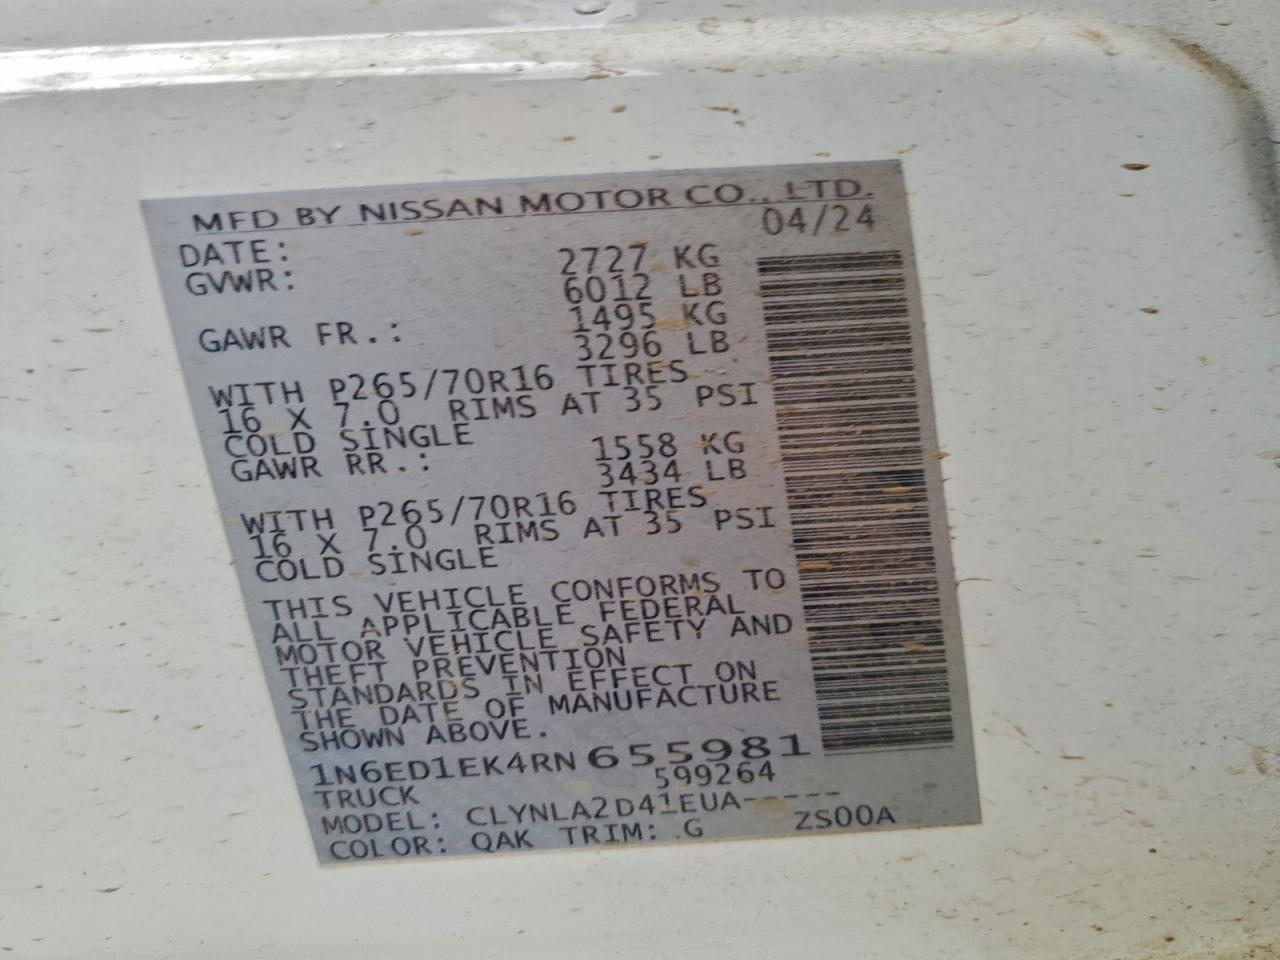 MFD BY NISSAN MOTOR CO., LTD.
DATE: 04/24
GVWR: 2727 KG
6012 LB
GAWR FR.: 1495 KG
3296 LB
WITH P265/70R16 TIRES
16 X 7.0 RIMS AT 35 PSI
COLD SINGLE
GAWR RR.: 1558 KG
3434 LB
WITH P265/70R16 TIRES
16 X 7.0 RIMS AT 35 PSI
COLD SINGLE
THIS VEHICLE CONFORMS TO
ALL APPLICABLE FEDERAL
MOTOR VEHICLE SAFETY AND
THEFT PREVENTION
STANDARDS IN EFFECT ON
THE DATE OF MANUFACTURE
SHOWN ABOVE.
1N6ED1EK4RN655981
TRUCK 599264
MODEL: CLYNLA2D41EUA-----
COLOR: QAK TRIM: G ZS00A